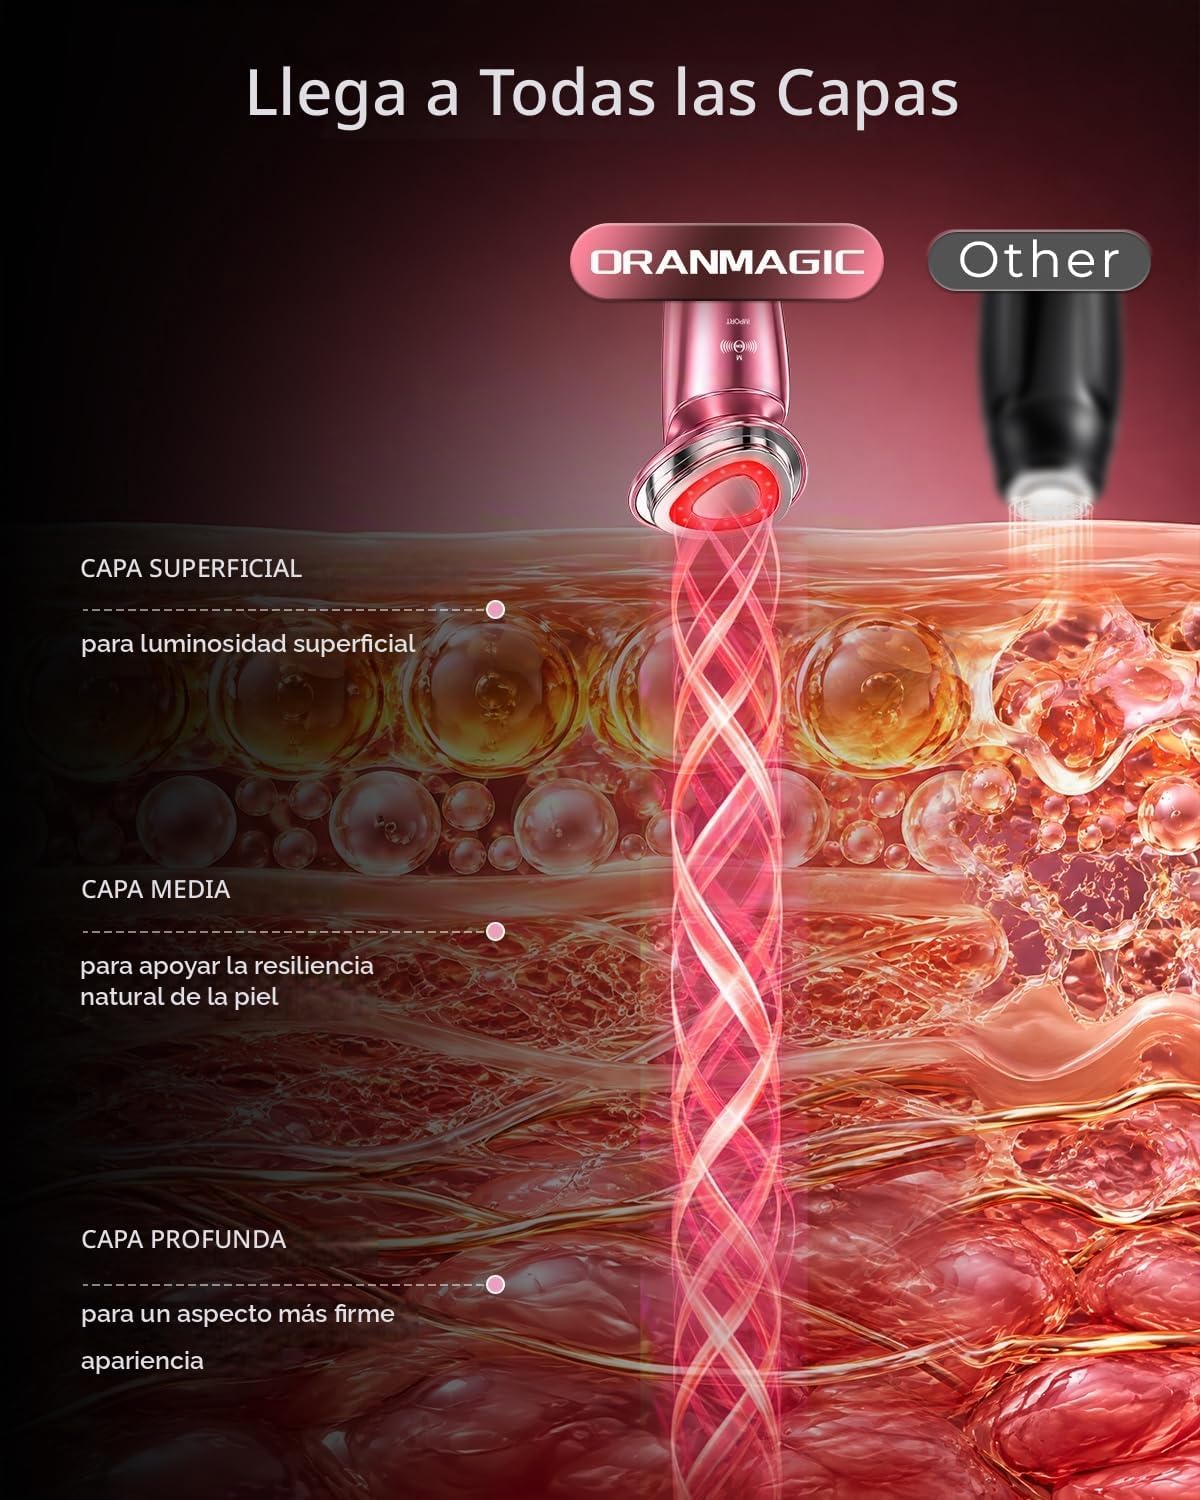 Llega a Todas las Capas
ORANMAGIC
Other
IMPORT
M
CAPA SUPERFICIAL
para luminosidad superficial
CAPA MEDIA
para apoyar la resiliencia
natural de la piel
CAPA PROFUNDA
para un aspecto más firme
apariencia